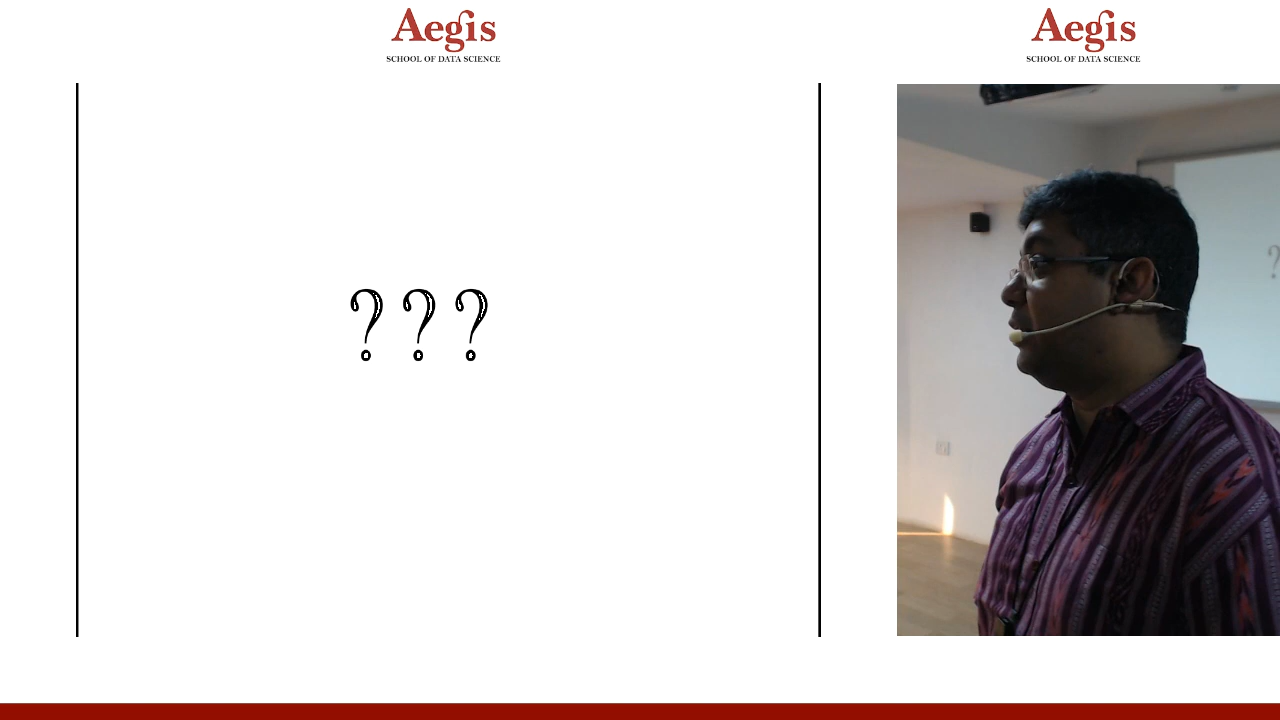 Aegis
SCHOOL OF DATA SCIENCE
Aegis
SCHOOL OF DATA SCIENCE
? ? ?